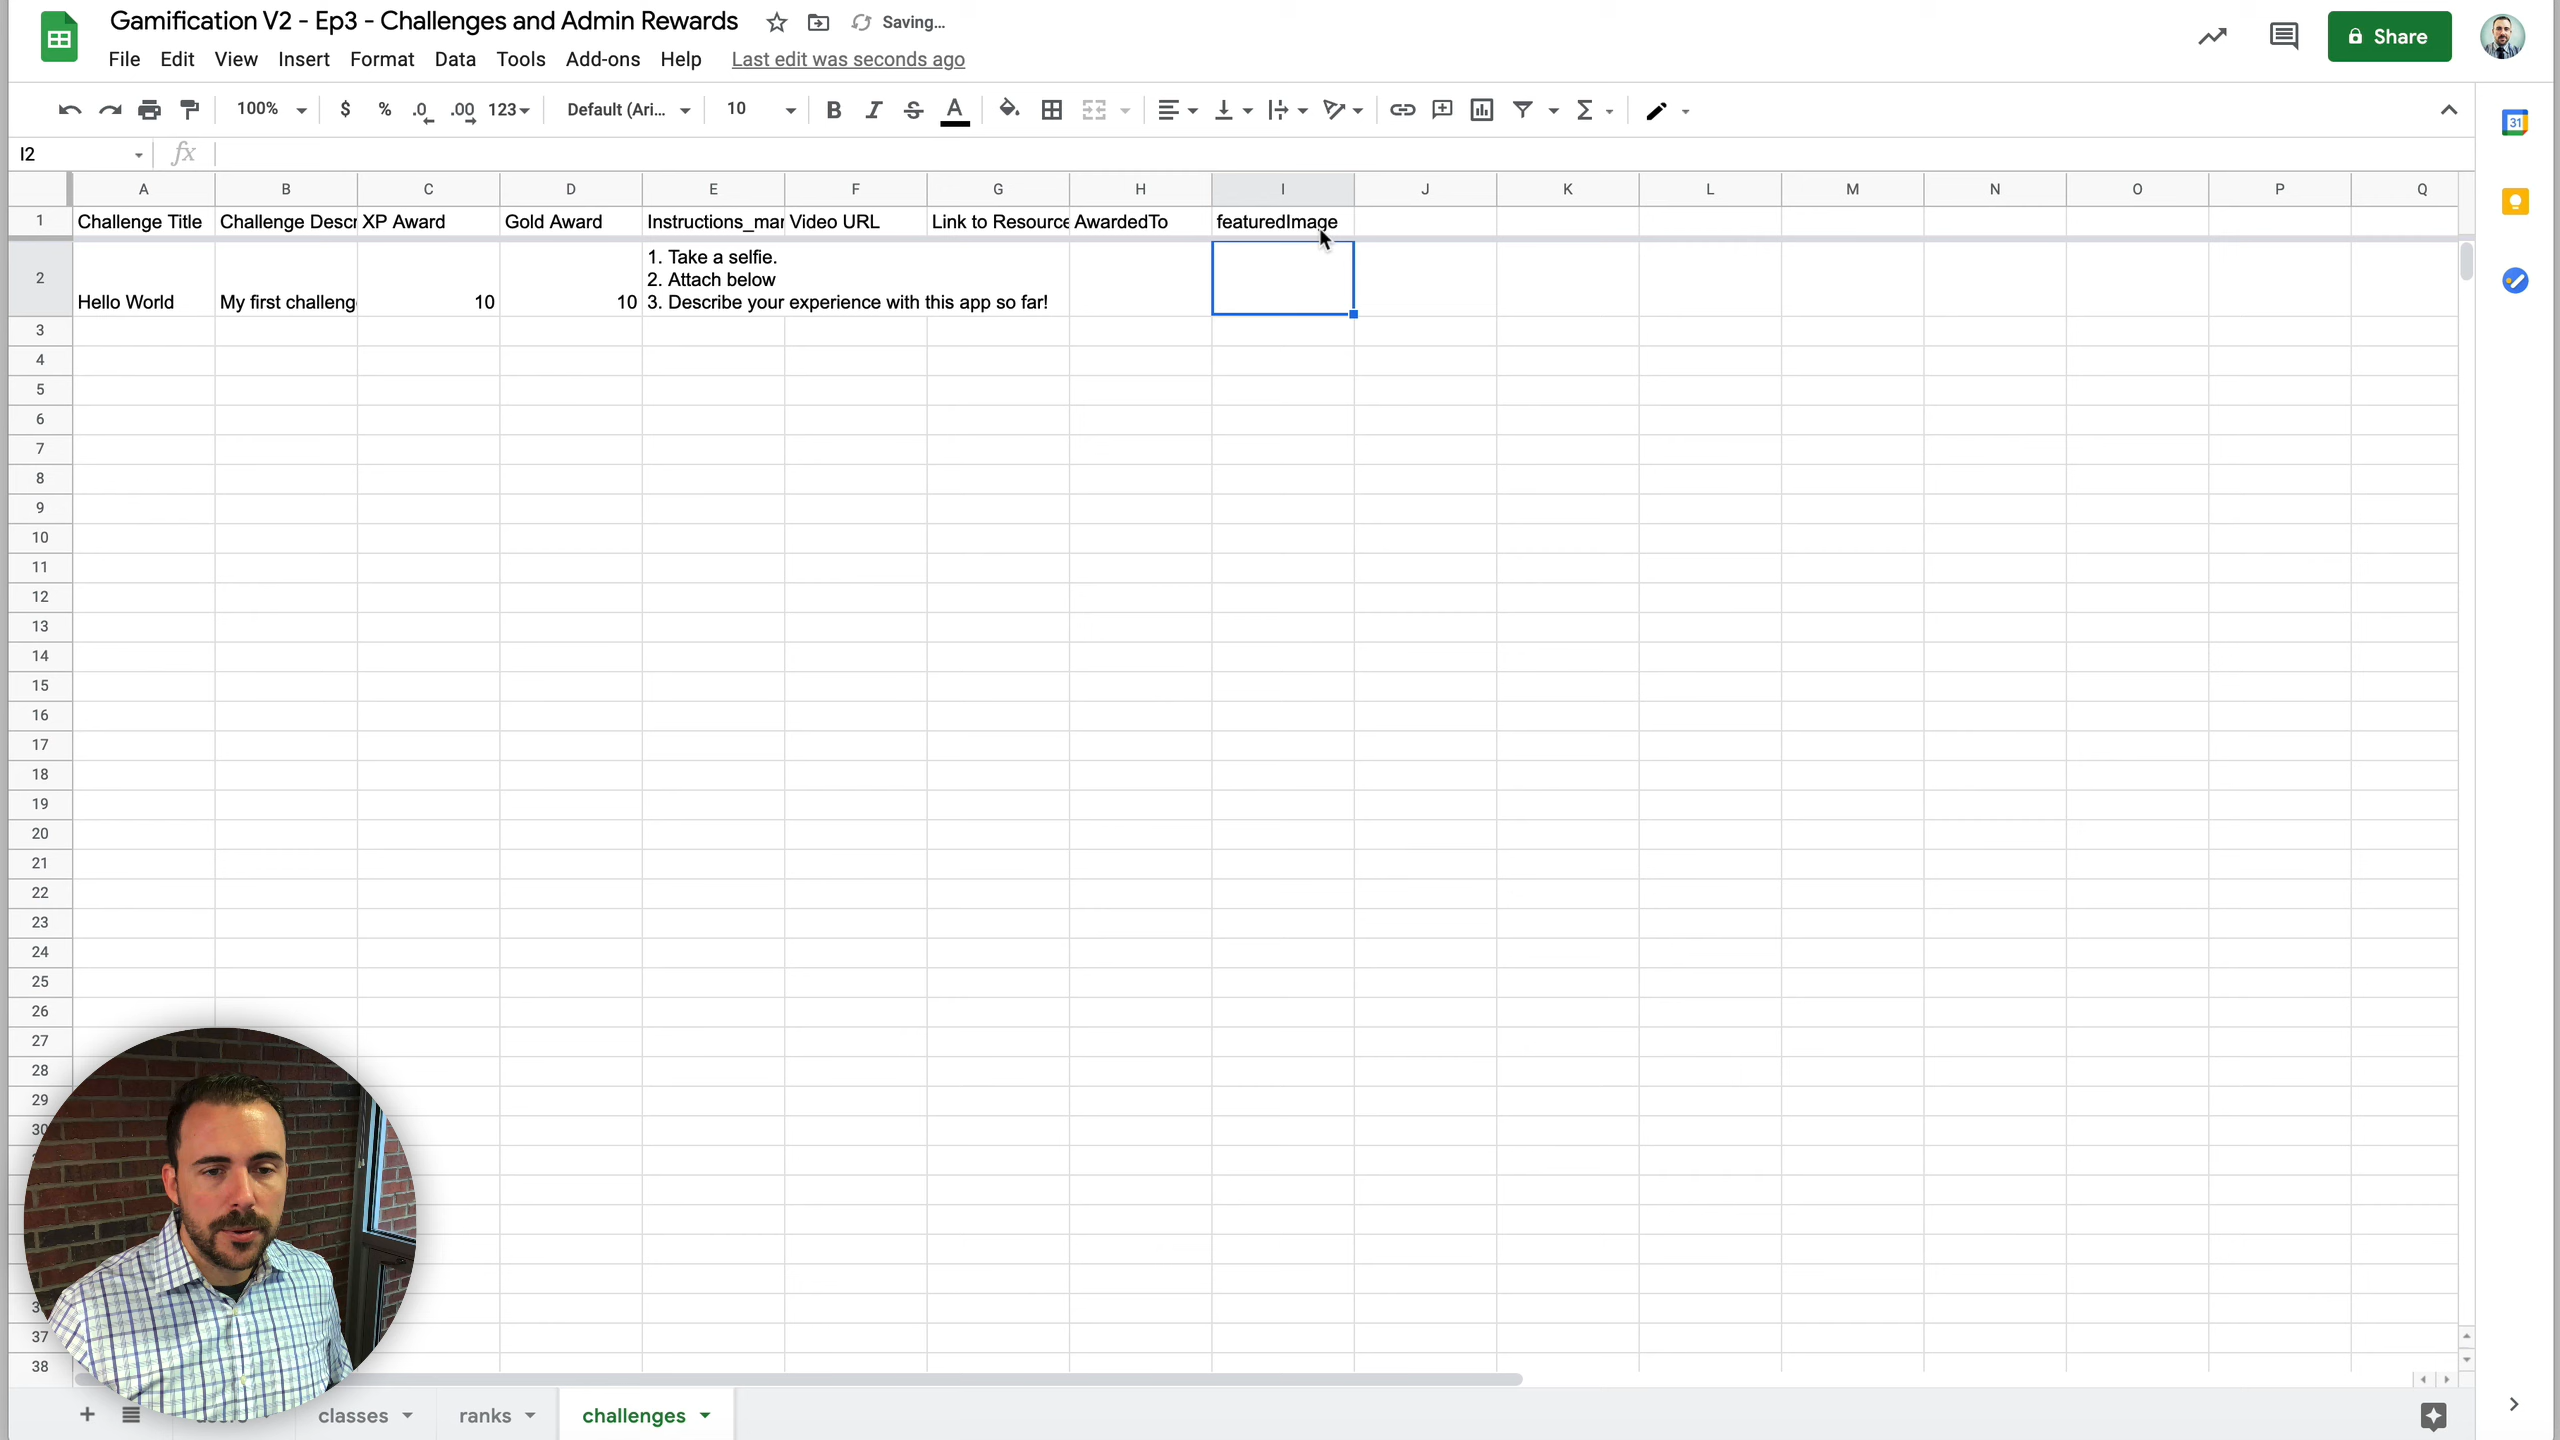 Gamification V2 - Ep3 - Challenges and Admin Rewards Saving...
File Edit View Insert Format Data Tools Add-ons Help Last edit was seconds ago
Share
31
100% $ % .0 .00 123 Default (Ari... 10 B I S A Σ
I2 fx
A B C D E F G H I J K L M N O P Q
1 Challenge Title Challenge Descr XP Award Gold Award Instructions_mar Video URL Link to Resource AwardedTo featuredImage
1. Take a selfie.
2. Attach below
2 Hello World My first challeng 10 10 3. Describe your experience with this app so far!
3
4
5
6
7
8
9
10
11
12
13
14
15
16
17
18
19
20
21
22
23
24
25
26
27
28
29
30
37
38
classes ranks challenges